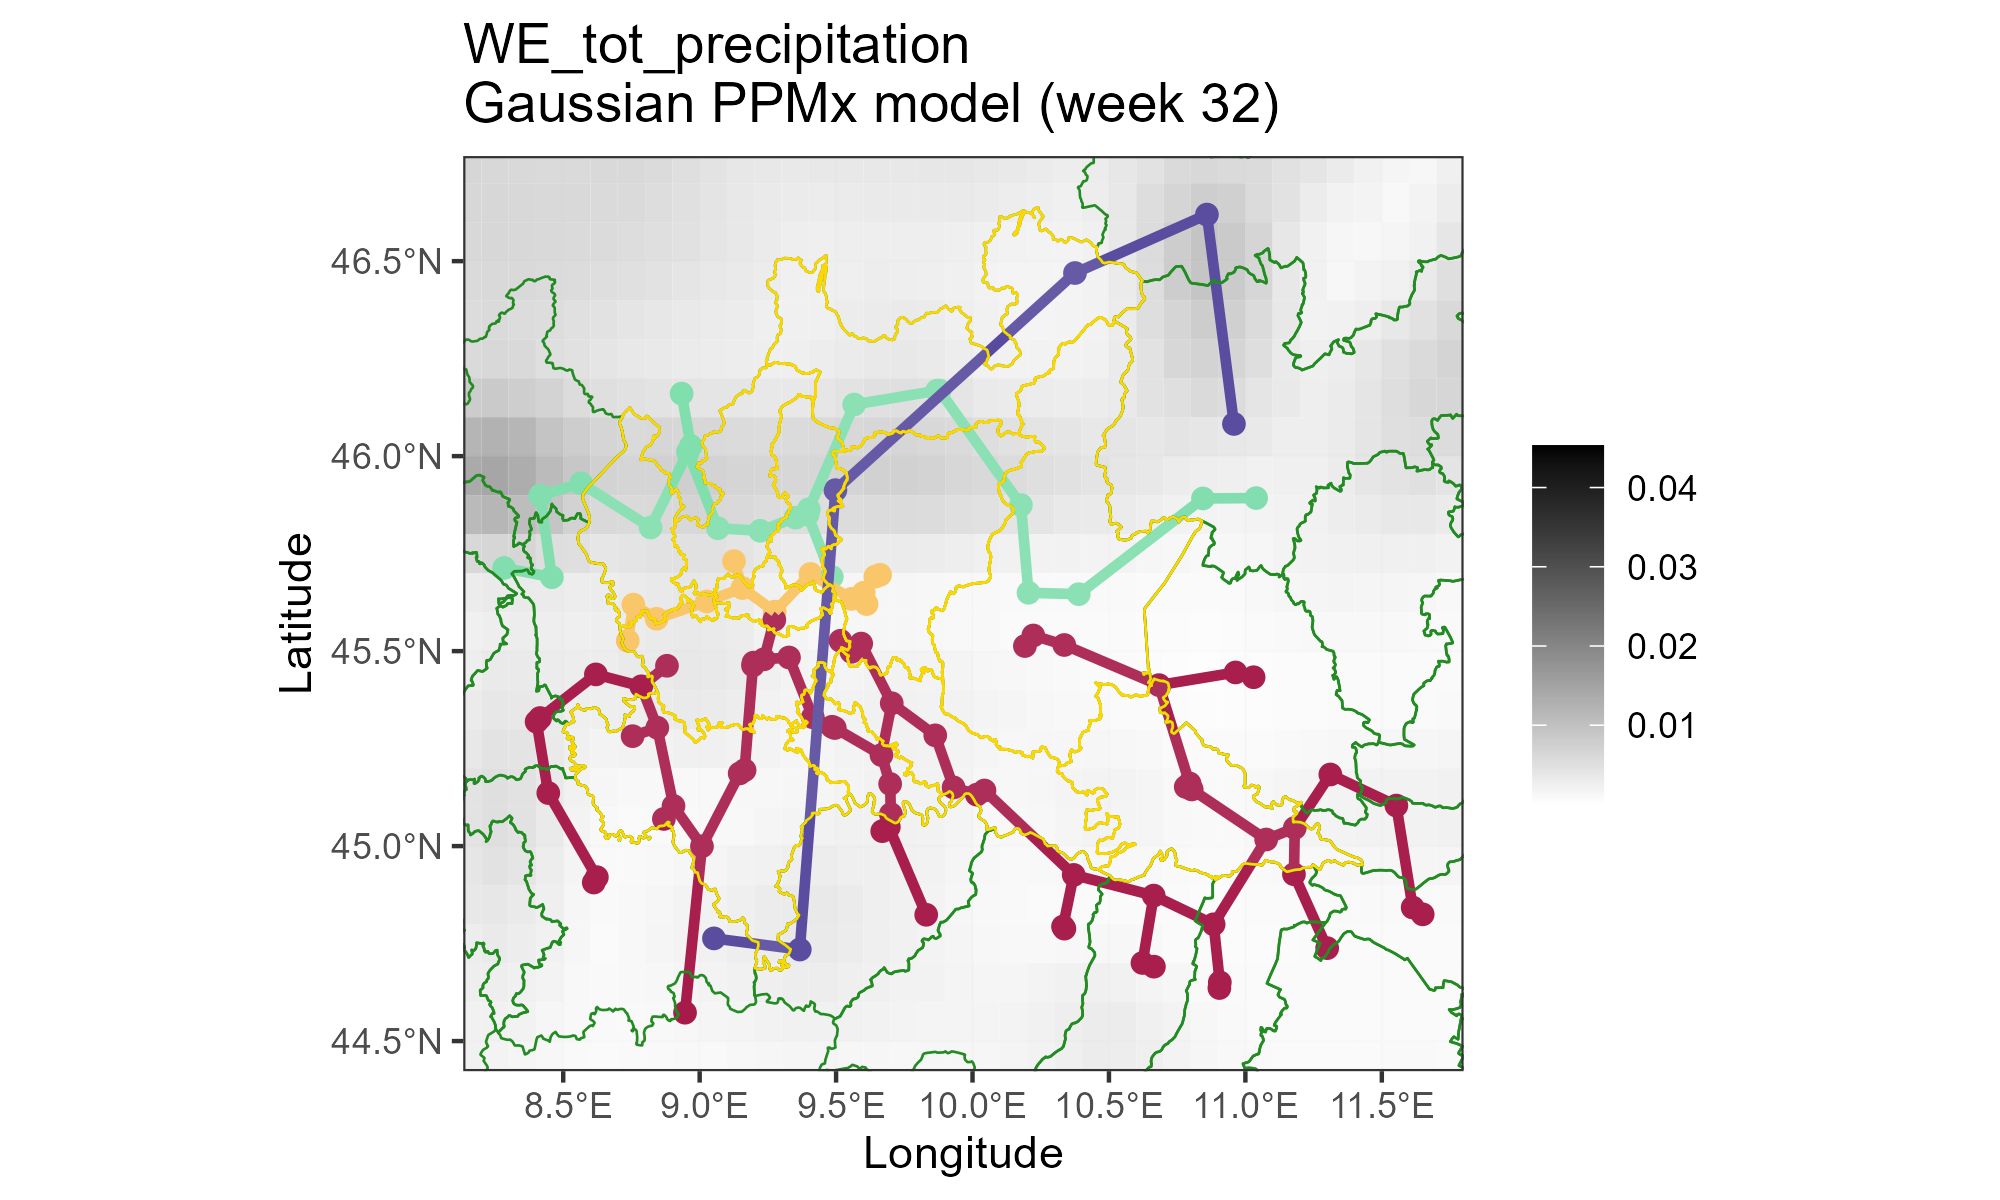 WE_tot_precipitation
Gaussian PPMx model (week 32)
46.5°N
46.0°N
45.5°N
45.0°N
44.5°N
Latitude
8.5°E 9.0°E 9.5°E 10.0°E 10.5°E 11.0°E 11.5°E
Longitude
0.04
0.03
0.02
0.01